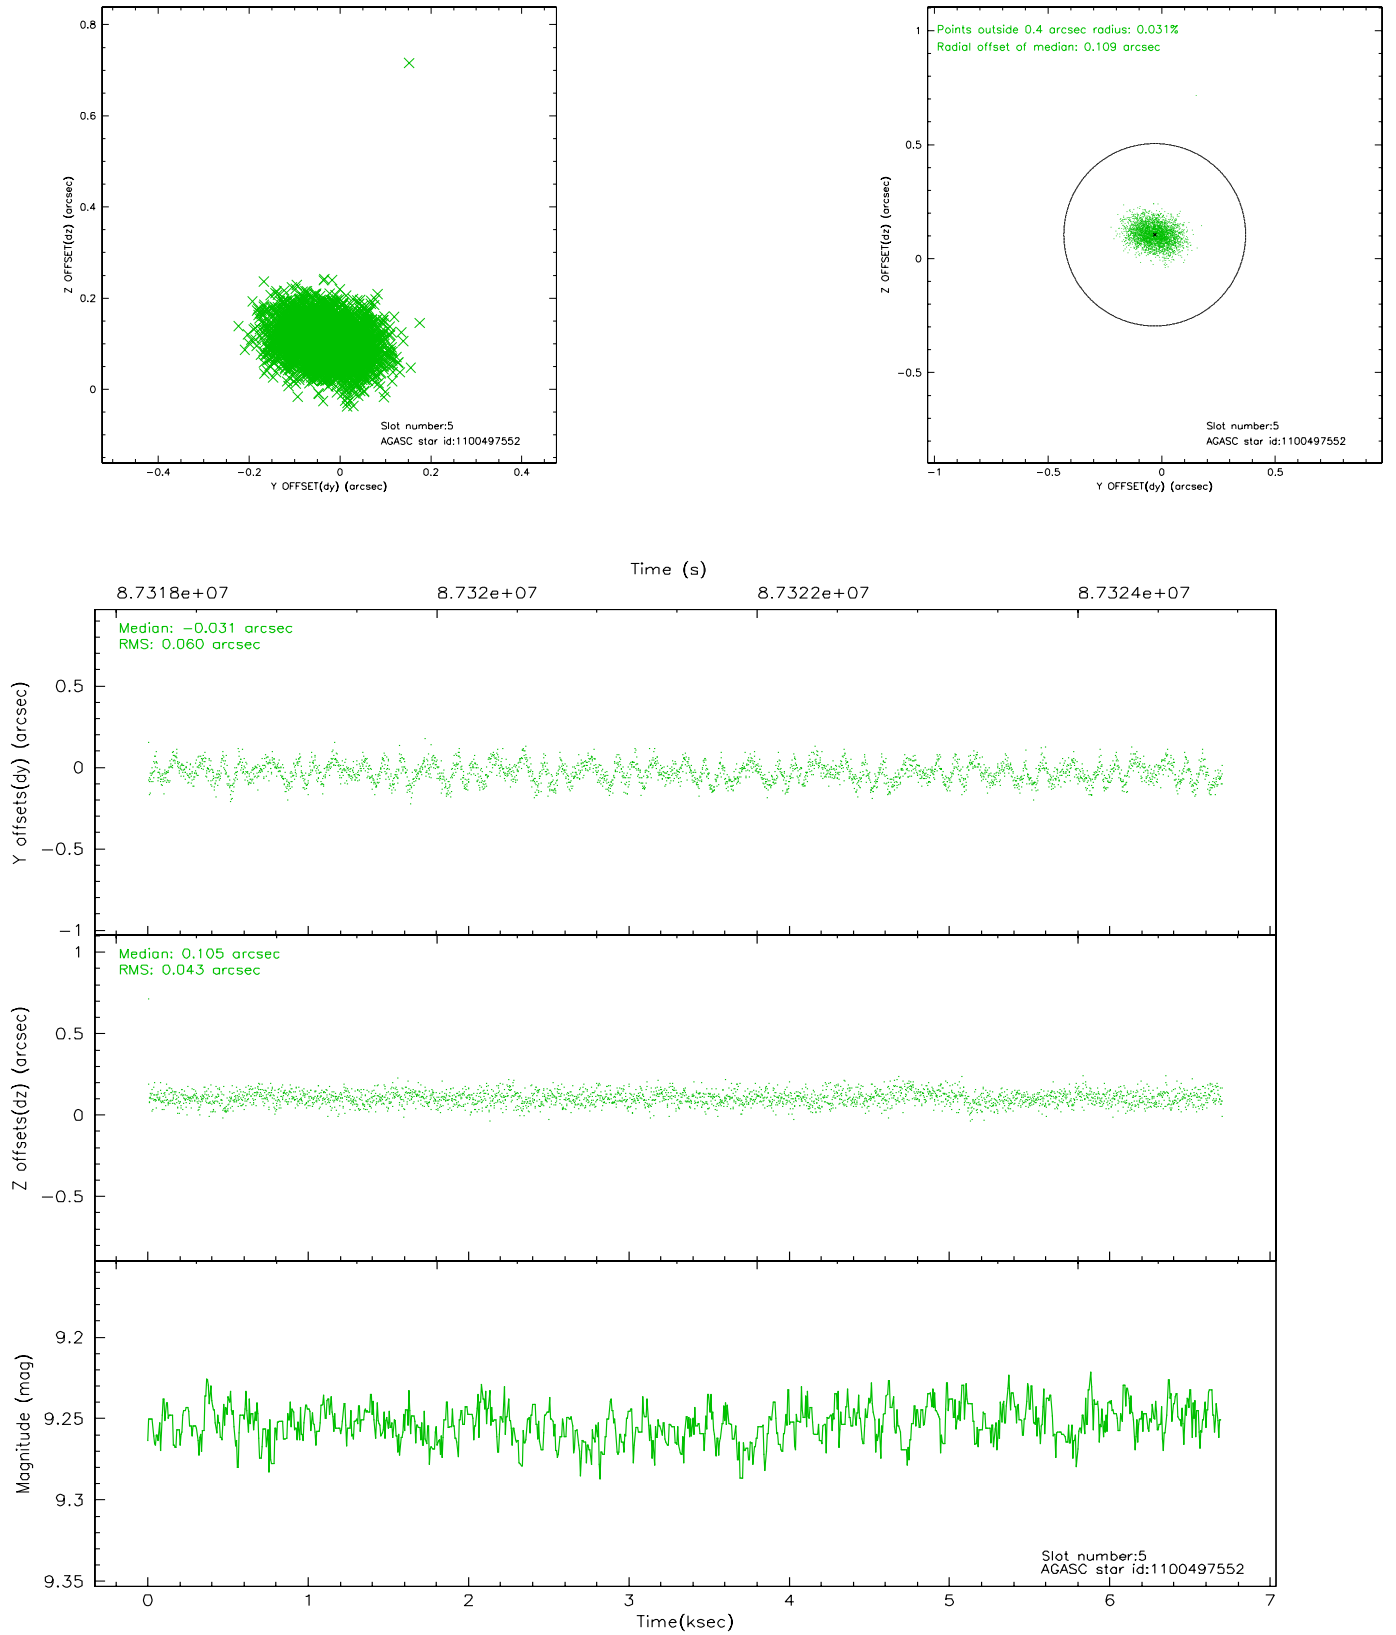 0.8
0.6
0.4
0.2
0
Z OFFSET(dz) (arcsec)
Slot number:5
AGASC star id:1100497552
−0.4 −0.2 0 0.2 0.4
Y OFFSET(dy) (arcsec)
Points outside 0.4 arcsec radius: 0.031%
Radial offset of median: 0.109 arcsec
1
0.5
0
−0.5
Z OFFSET(dz) (arcsec)
Slot number:5
AGASC star id:1100497552
−1 −0.5 0 0.5
Y OFFSET(dy) (arcsec)
Time (s)
8.7318e+07 8.732e+07 8.7322e+07 8.7324e+07
Median: −0.031 arcsec
RMS: 0.060 arcsec
0.5
0
−0.5
−1
Y offsets(dy) (arcsec)
Median: 0.105 arcsec
RMS: 0.043 arcsec
1
0.5
0
−0.5
Z offsets(dz) (arcsec)
9.2
9.25
9.3
9.35
Magnitude (mag)
Slot number:5
AGASC star id:1100497552
0 1 2 3 4 5 6 7
Time(ksec)